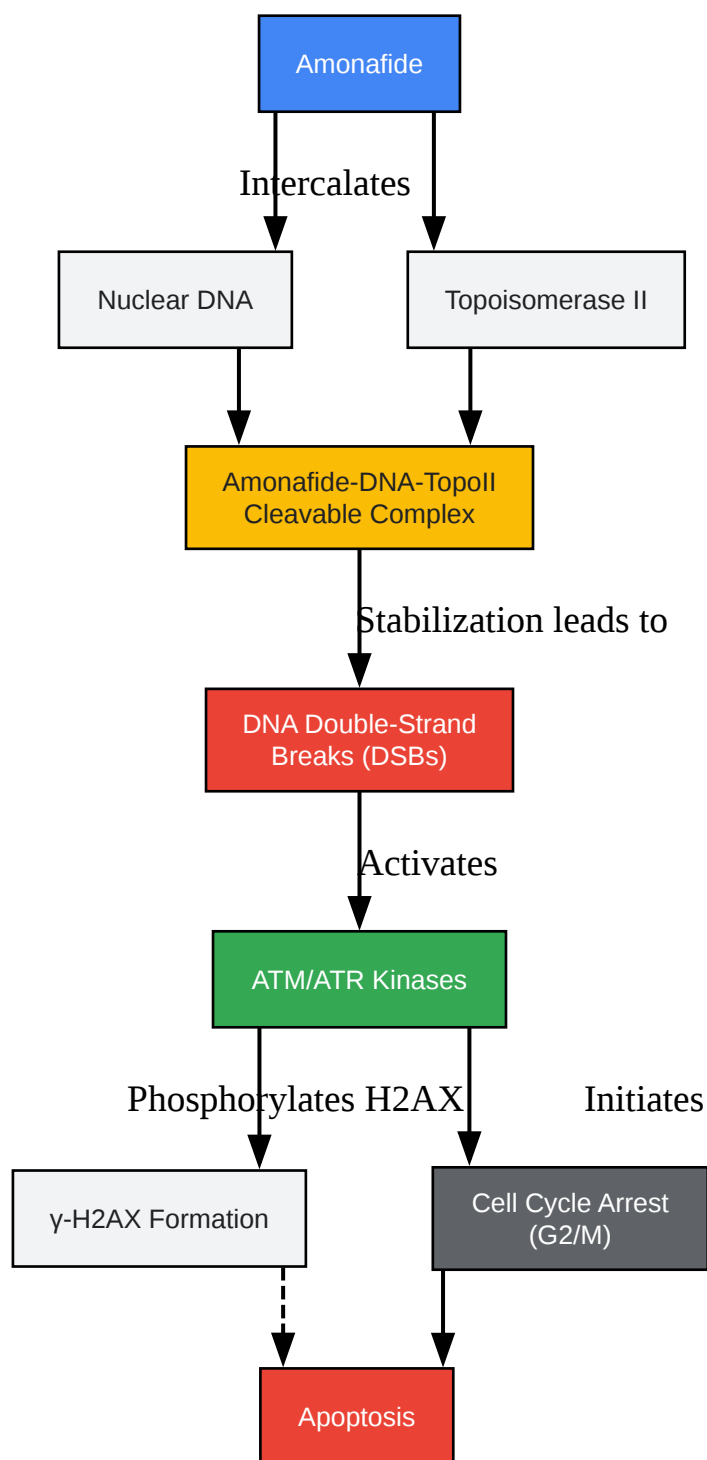 Amonafide
Intercalates
Nuclear DNA
Topoisomerase II
Amonafide-DNA-TopoII
Cleavable Complex
Stabilization leads to
DNA Double-Strand
Breaks (DSBs)
Activates
ATM/ATR Kinases
Phosphorylates H2AX
Initiates
γ-H2AX Formation
Cell Cycle Arrest
(G2/M)
Apoptosis